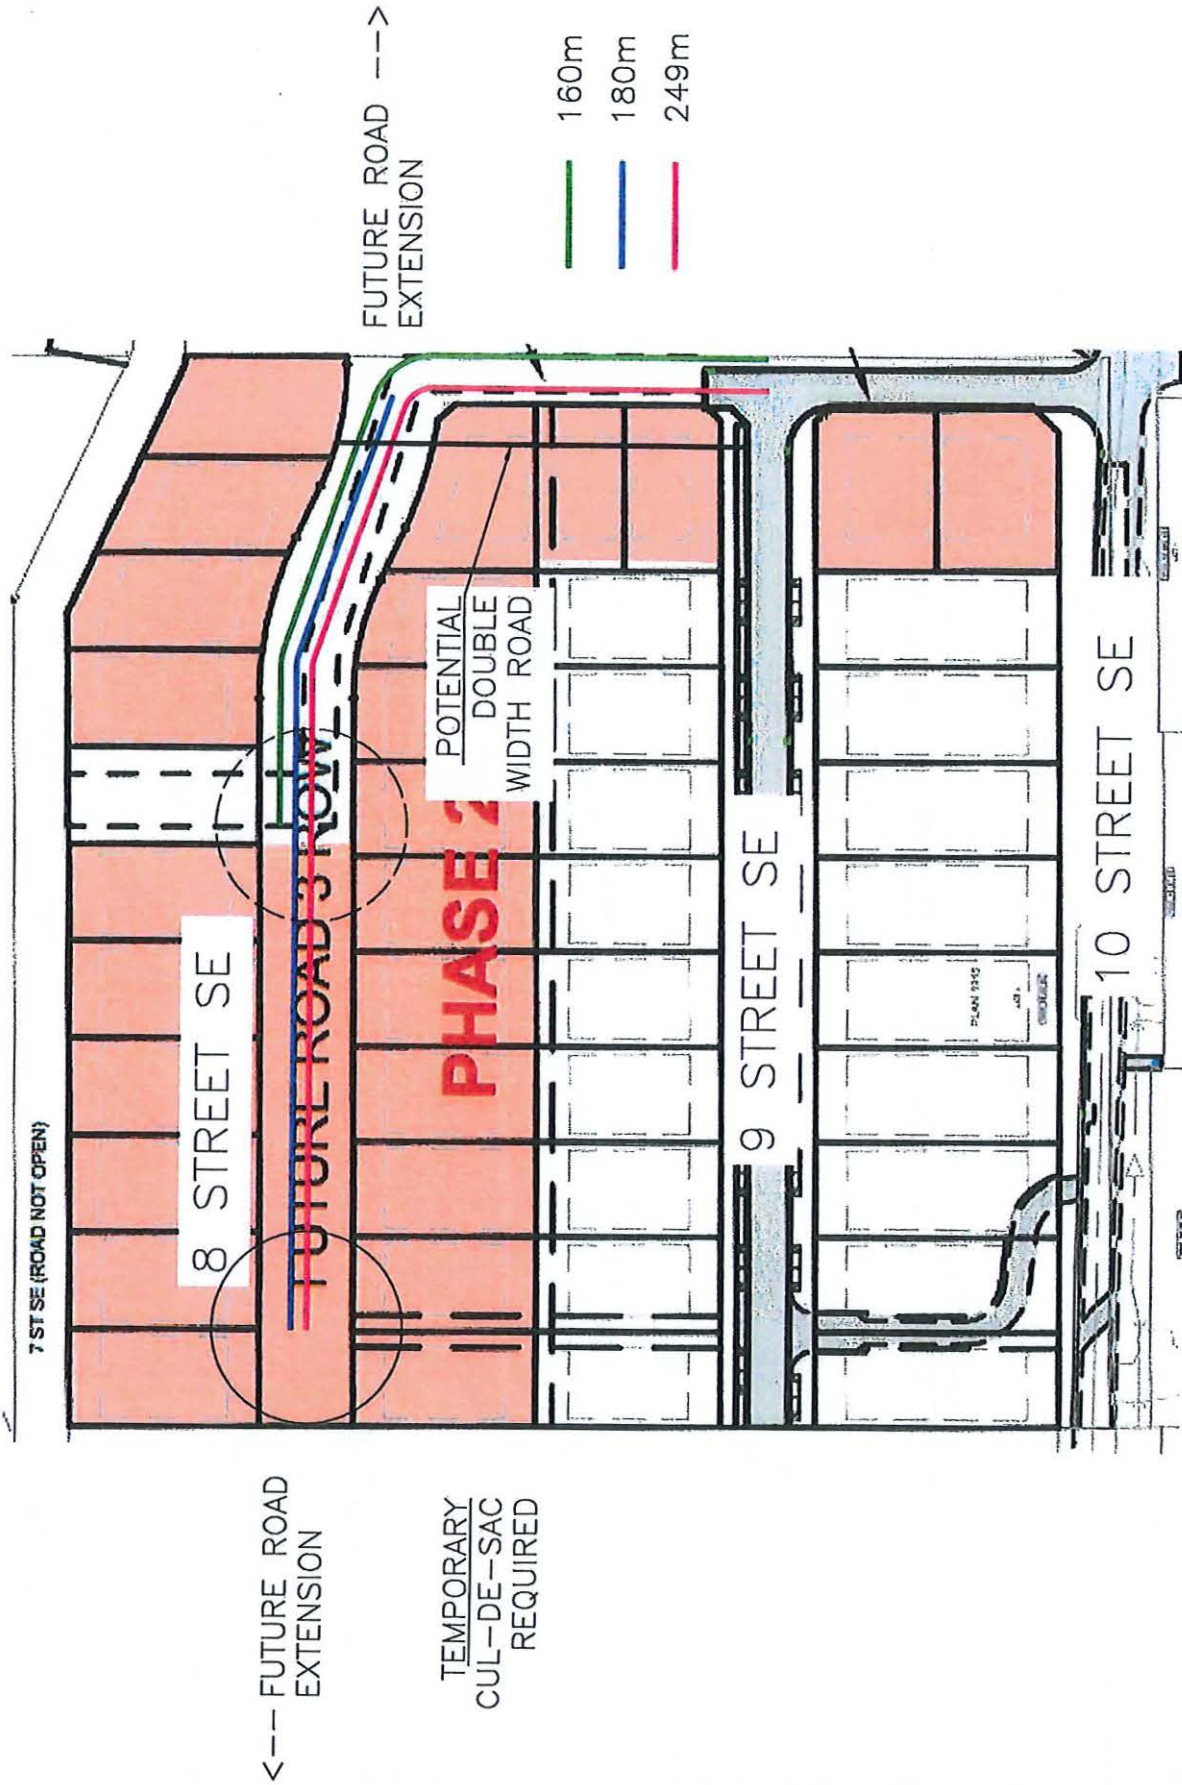 7 ST SE (ROAD NOT OPEN)
<-- FUTURE ROAD
EXTENSION
8 STREET SE
FUTURE ROAD 3 ROW
FUTURE ROAD -->
EXTENSION
TEMPORARY
CUL-DE-SAC
REQUIRED
PHASE 2
POTENTIAL
DOUBLE
WIDTH ROAD
160m
180m
249m
9 STREET SE
10 STREET SE